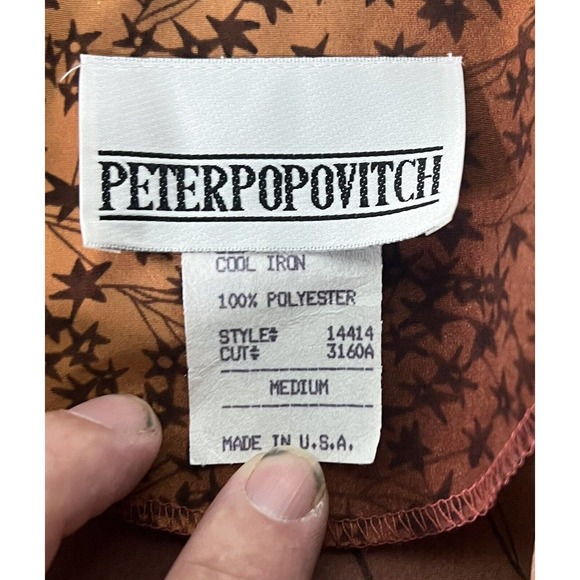 PETERPOPOVITCH
COOL IRON
100% POLYESTER
STYLE# 14414
CUT# 3160A
MEDIUM
MADE IN U.S.A.